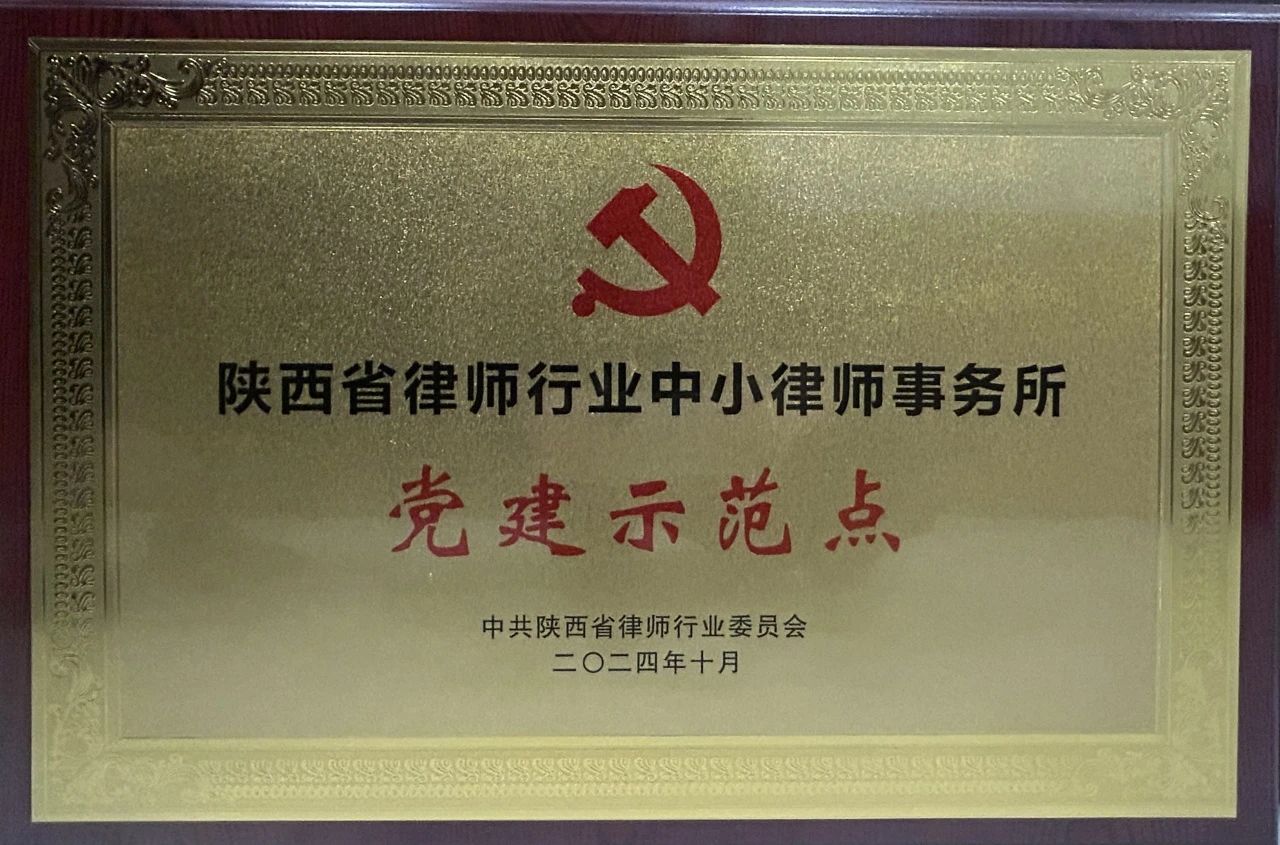 陕西省律师行业中小律师事务所
党建示范点
中共陕西省律师行业委员会
二〇二四年十月